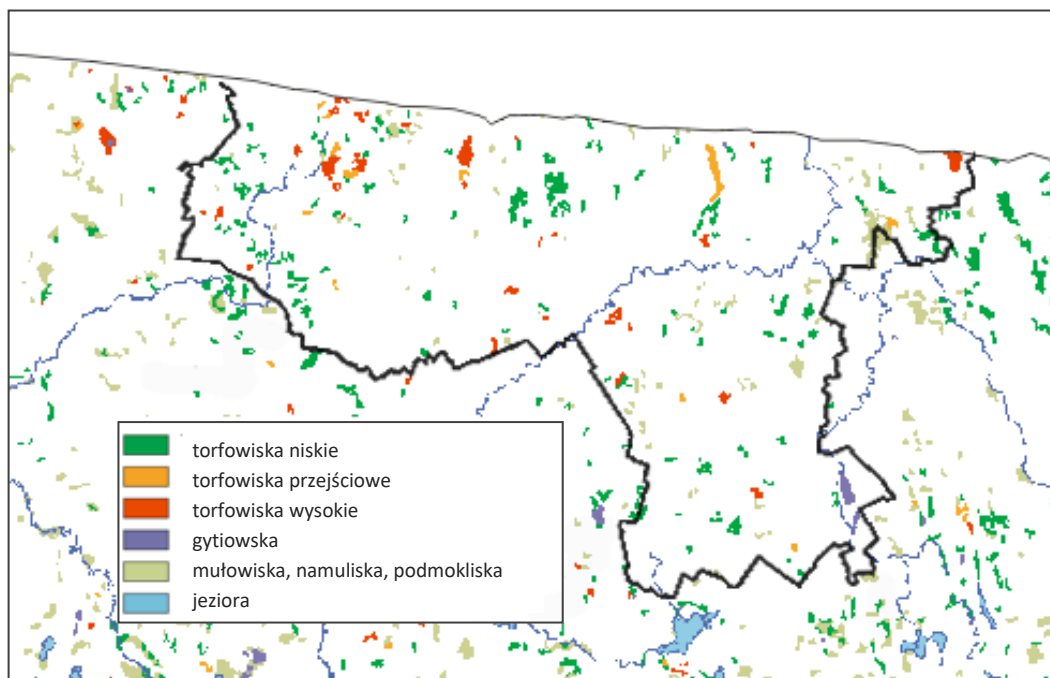 torfowiska niskie
torfowiska przejściowe
torfowiska wysokie
gytiowska
mułowiska, namuliska, podmokliska
jeziora